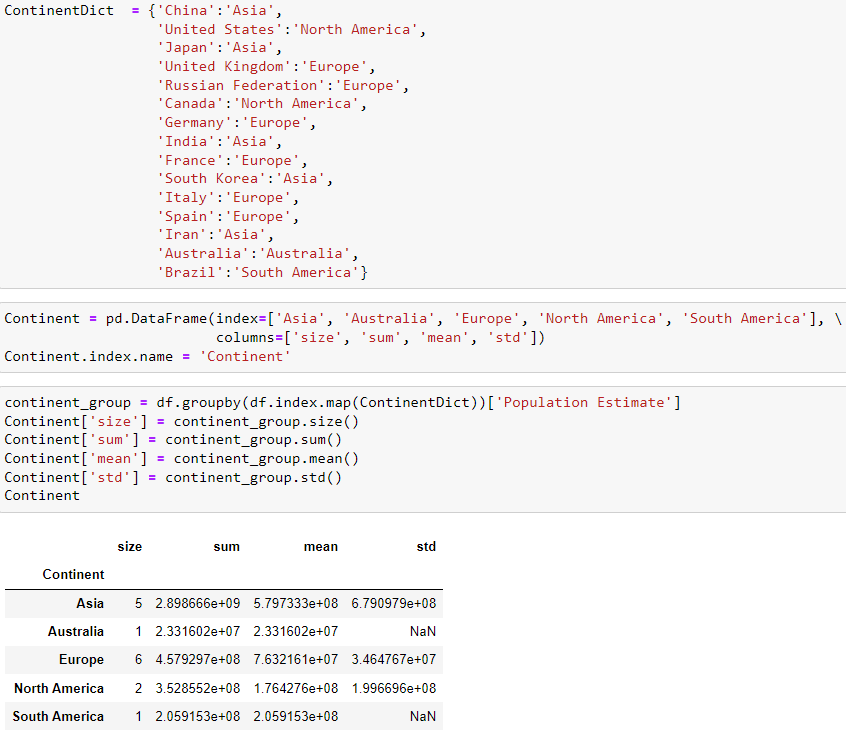 ContinentDict  = {'China':'Asia',
                  'United States':'North America',
                  'Japan':'Asia',
                  'United Kingdom':'Europe',
                  'Russian Federation':'Europe',
                  'Canada':'North America',
                  'Germany':'Europe',
                  'India':'Asia',
                  'France':'Europe',
                  'South Korea':'Asia',
                  'Italy':'Europe',
                  'Spain':'Europe',
                  'Iran':'Asia',
                  'Australia':'Australia',
                  'Brazil':'South America'}
Continent = pd.DataFrame(index=['Asia', 'Australia', 'Europe', 'North America', 'South America'], \
                         columns=['size', 'sum', 'mean', 'std'])
Continent.index.name = 'Continent'
continent_group = df.groupby(df.index.map(ContinentDict))['Population Estimate']
Continent['size'] = continent_group.size()
Continent['sum'] = continent_group.sum()
Continent['mean'] = continent_group.mean()
Continent['std'] = continent_group.std()
Continent
size sum mean std
Continent
Asia 5 2.898666e+09 5.797333e+08 6.790979e+08
Australia 1 2.331602e+07 2.331602e+07 NaN
Europe 6 4.579297e+08 7.632161e+07 3.464767e+07
North America 2 3.528552e+08 1.764276e+08 1.996696e+08
South America 1 2.059153e+08 2.059153e+08 NaN